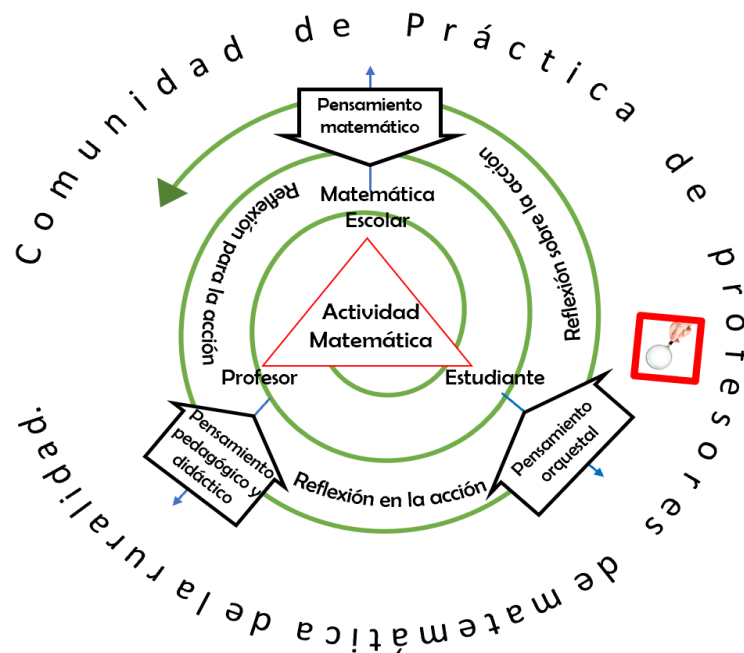 Comunidad de Práctica de profesores de matemática de la ruralidad.
Pensamiento
matemático
Matemática
Escolar
Reflexión para la acción
Reflexión sobre la acción
Actividad
Matemática
Profesor
Estudiante
Pensamiento
pedagógico y
didáctico
Reflexión en la acción
Pensamiento
orquestal